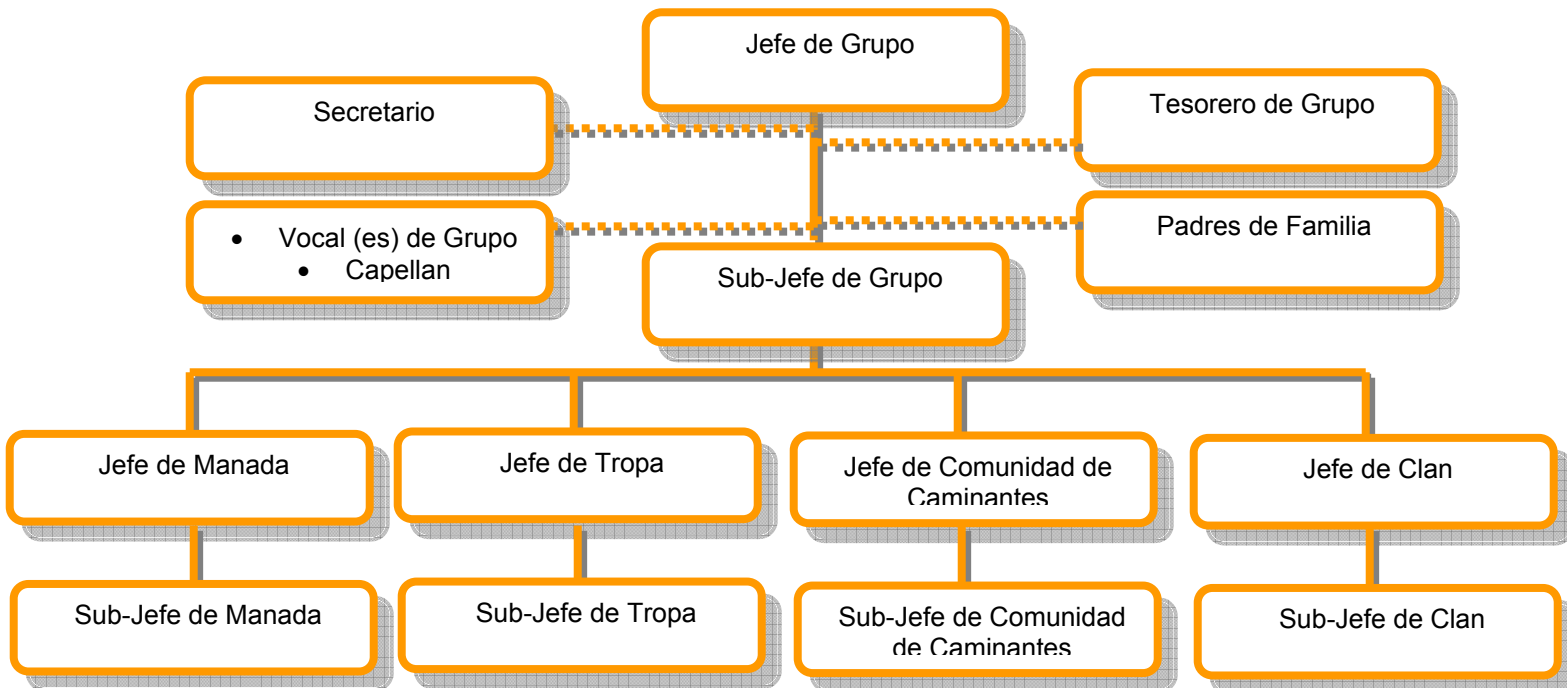 Jefe de Grupo
Secretario
Tesorero de Grupo
• Vocal (es) de Grupo
• Capellan
Padres de Familia
Sub-Jefe de Grupo
Jefe de Manada
Jefe de Tropa
Jefe de Comunidad de
Caminantes
Jefe de Clan
Sub-Jefe de Manada
Sub-Jefe de Tropa
Sub-Jefe de Comunidad
de Caminantes
Sub-Jefe de Clan